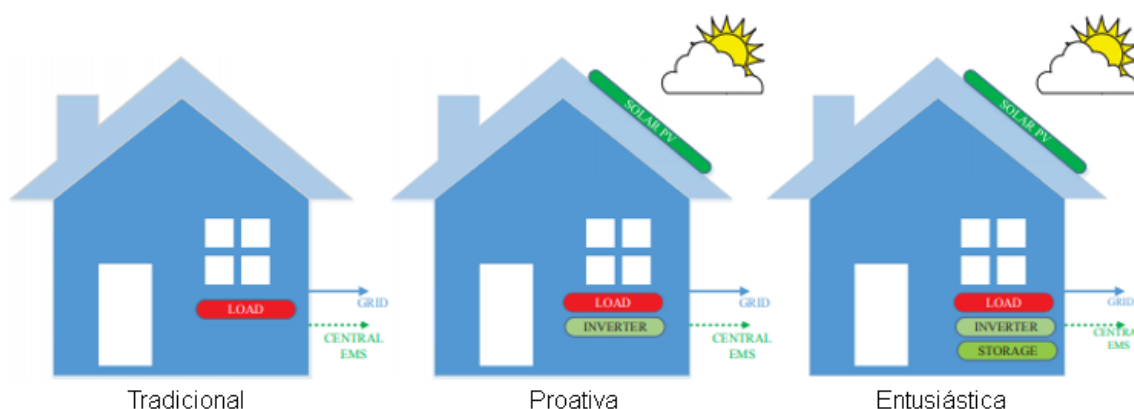 SOLAR PV
LOAD
GRID
CENTRAL
EMS
Tradicional
SOLAR PV
LOAD
INVERTER
GRID
CENTRAL
EMS
Proativa
LOAD
INVERTER
STORAGE
GRID
EMS
Entusiástica